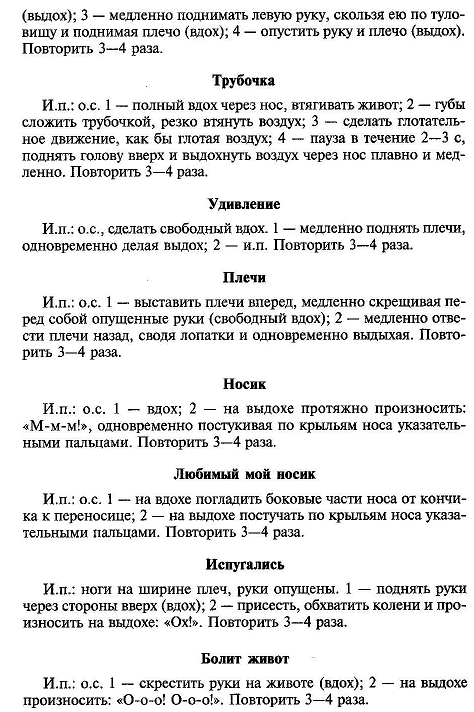 (выдох); 3 — медленно поднимать левую руку, скользя ею по туло-
вищу и поднимая плечо (вдох); 4 — опустить руку и плечо (выдох).
Повторить 3—4 раза.
Трубочка
И.п.: о.с. 1 — полный вдох через нос, втягивать живот; 2 — губы
сложить трубочкой, резко втянуть воздух; 3 — сделать глотатель-
ное движение, как бы глотая воздух; 4 — пауза в течение 2—3 с,
поднять голову вверх и выдохнуть воздух через нос плавно и мед-
ленно. Повторить 3—4 раза.
Удивление
И.п.: о.с., сделать свободный вдох. 1 — медленно поднять плечи,
одновременно делая выдох; 2 — и.п. Повторить 3—4 раза.
Плечи
И.п.: о.с. 1 — выставить плечи вперед, медленно скрещивая пе-
ред собой опущенные руки (свободный вдох); 2 — медленно отве-
сти плечи назад, сводя лопатки и одновременно выдыхая. Повто-
рить 3—4 раза.
Носик
И.п.: о.с. 1 — вдох; 2 — на выдохе протяжно произносить:
«М-м-м!», одновременно постукивая по крыльям носа указатель-
ными пальцами. Повторить 3—4 раза.
Любимый мой носик
И.п.: о.с. 1 — на вдохе погладить боковые части носа от кончи-
ка к переносице; 2 — на выдохе постучать по крыльям носа указа-
тельными пальцами. Повторить 3—4 раза.
Испугались
И.п.: ноги на ширине плеч, руки опущены. 1 — поднять руки
через стороны вверх (вдох); 2 — присесть, обхватить колени и про-
износить на выдохе: «Ох!». Повторить 3—4 раза.
Болит живот
И.п.: о.с. 1 — скрестить руки на животе (вдох); 2 — на выдохе
произносить: «О-о-о! О-о-о!». Повторить 3—4 раза.